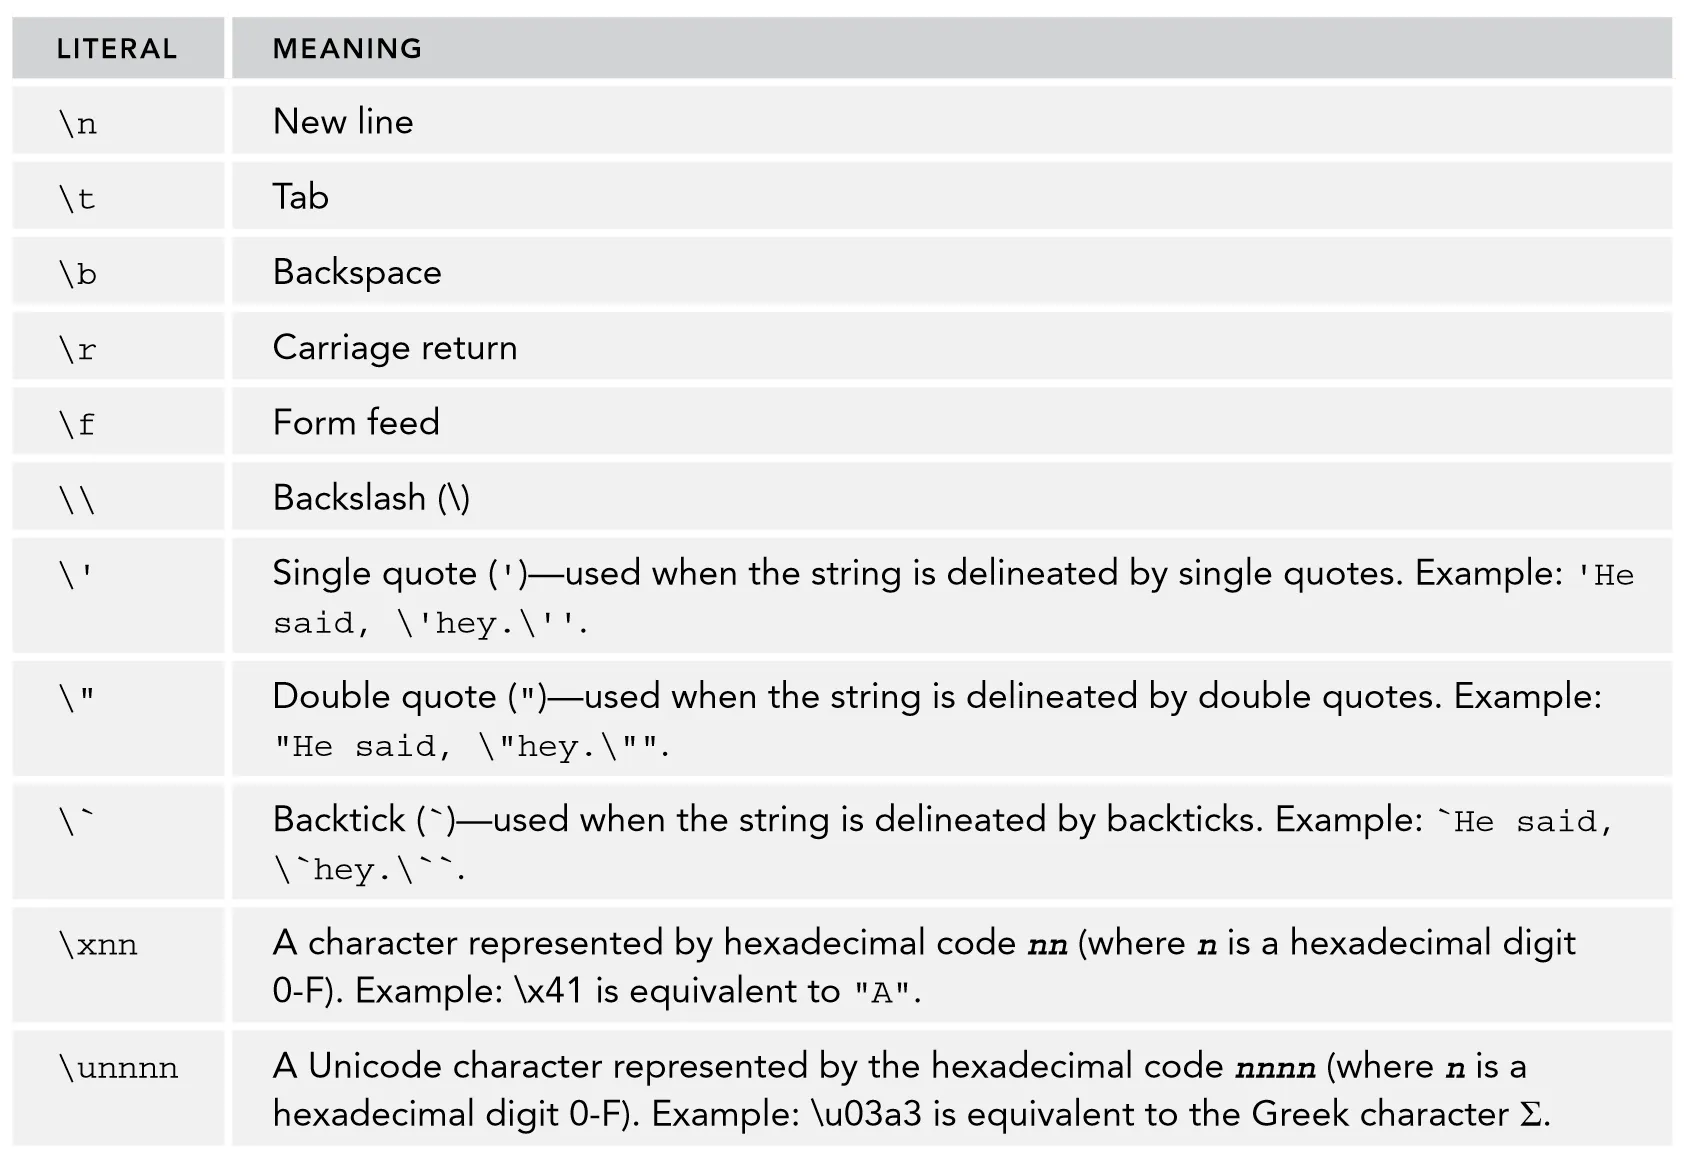 LITERAL MEANING
\n New line
\t Tab
\b Backspace
\r Carriage return
\f Form feed
\\ Backslash (\)
\' Single quote (')—used when the string is delineated by single quotes. Example: 'He
said, \'hey.\''.
\" Double quote (")—used when the string is delineated by double quotes. Example:
"He said, \"hey.\"".
\` Backtick (`)—used when the string is delineated by backticks. Example: `He said,
\`hey.\``.
\xnn A character represented by hexadecimal code nn (where n is a hexadecimal digit
0-F). Example: \x41 is equivalent to "A".
\unnnn A Unicode character represented by the hexadecimal code nnnn (where n is a
hexadecimal digit 0-F). Example: \u03a3 is equivalent to the Greek character Σ.